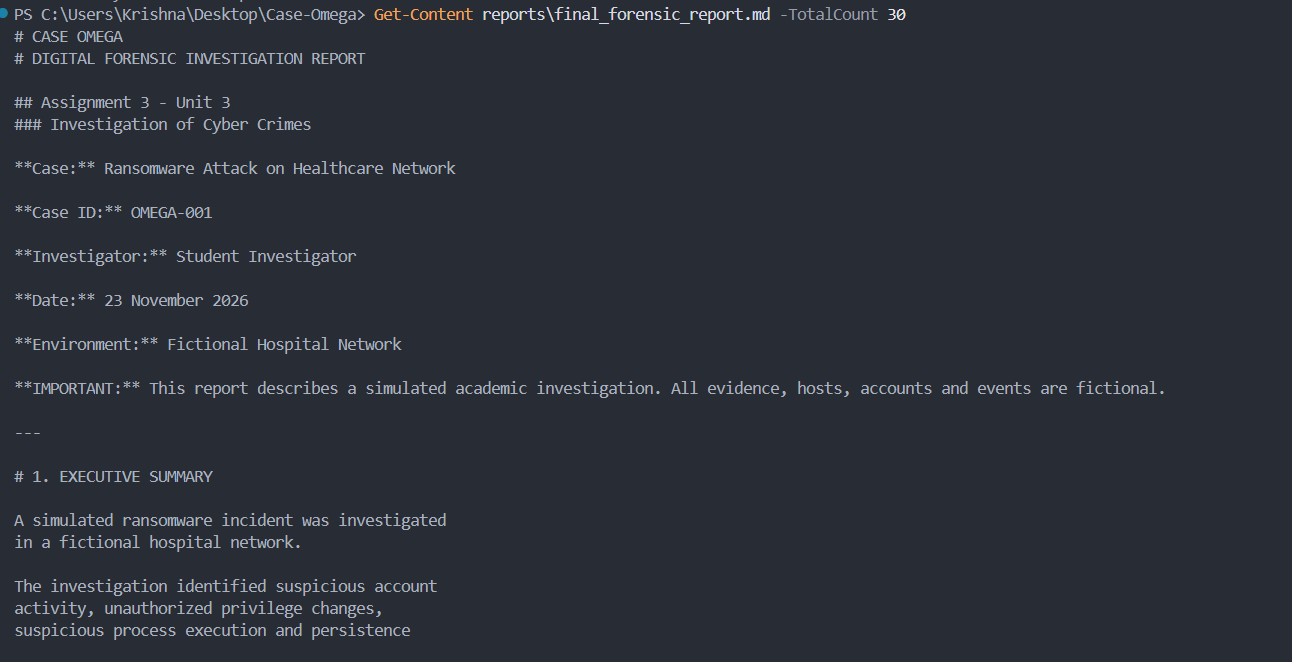 PS C:\Users\Krishna\Desktop\Case-Omega> Get-Content reports\final_forensic_report.md -TotalCount 30
# CASE OMEGA
# DIGITAL FORENSIC INVESTIGATION REPORT
## Assignment 3 - Unit 3
### Investigation of Cyber Crimes
**Case:** Ransomware Attack on Healthcare Network
**Case ID:** OMEGA-001
**Investigator:** Student Investigator
**Date:** 23 November 2026
**Environment:** Fictional Hospital Network
**IMPORTANT:** This report describes a simulated academic investigation. All evidence, hosts, accounts and events are fictional.
---
# 1. EXECUTIVE SUMMARY
A simulated ransomware incident was investigated
in a fictional hospital network.
The investigation identified suspicious account
activity, unauthorized privilege changes,
suspicious process execution and persistence